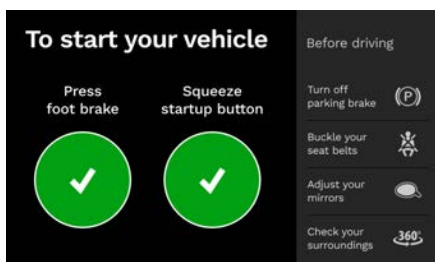 To start your vehicle
Press
foot brake
Squeeze
startup button
Before driving
Turn off
parking brake
(P)
Buckle your
seat belts
Adjust your
mirrors
Check your
surroundings
360°